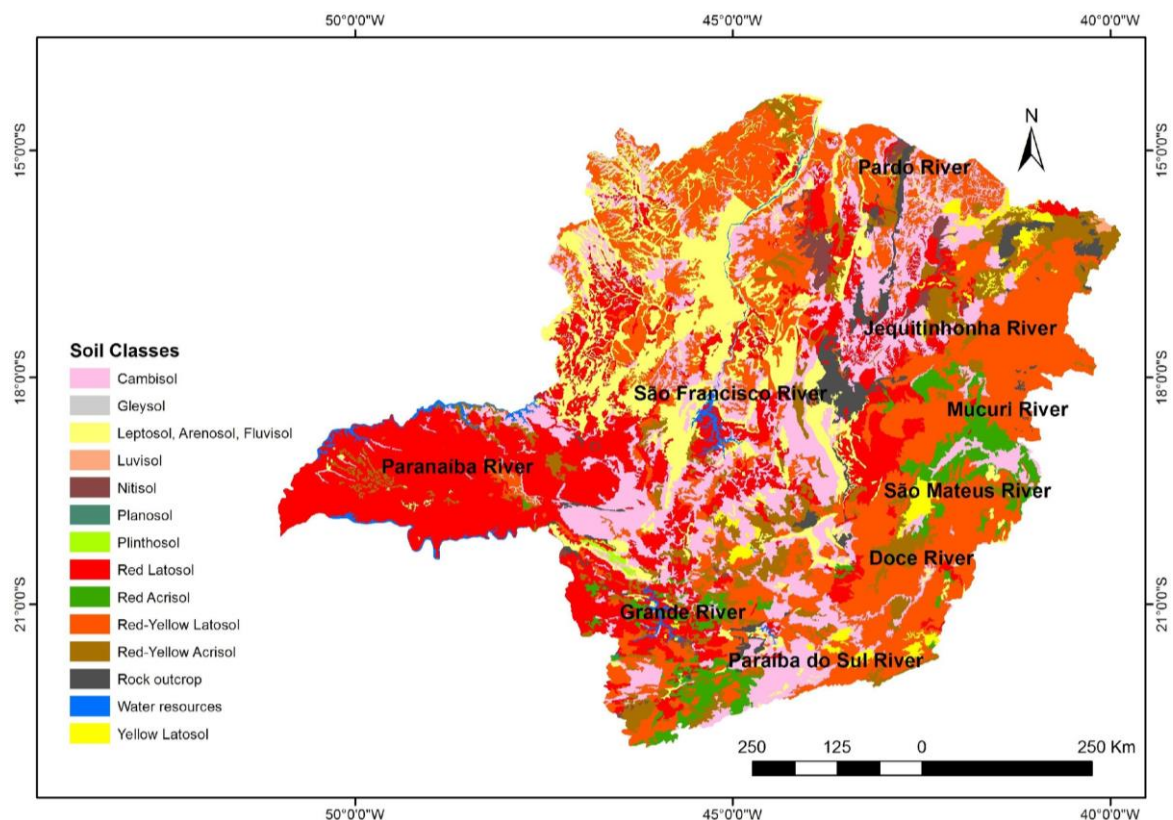 50°0'0"W 45°0'0"W 40°0'0"W
15°0'0"S 15°0'0"S
N
Pardo River
Jequitinhonha River
18°0'0"S 18°0'0"S
São Francisco River
Mucuri River
Paranaíba River
São Mateus River
Doce River
21°0'0"S 21°0'0"S
Grande River
Paraíba do Sul River
Soil Classes
Cambisol
Gleysol
Leptosol, Arenosol, Fluvisol
Luvisol
Nitisol
Planosol
Plinthosol
Red Latosol
Red Acrisol
Red-Yellow Latosol
Red-Yellow Acrisol
Rock outcrop
Water resources
Yellow Latosol
250 125 0 250 Km
50°0'0"W 45°0'0"W 40°0'0"W